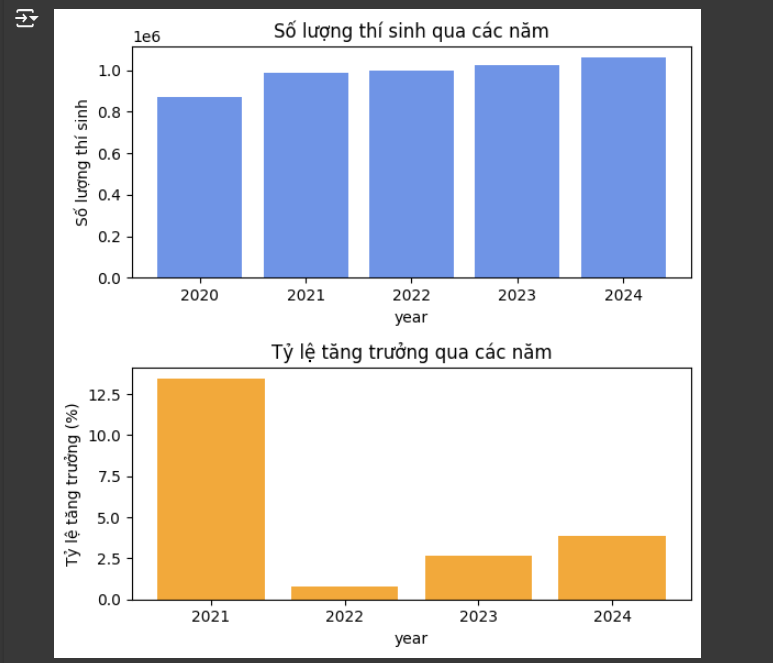 Số lượng thí sinh qua các năm
1e6
1.0
0.8
0.6
0.4
0.2
0.0
Số lượng thí sinh
2020 2021 2022 2023 2024
year
Tỷ lệ tăng trưởng qua các năm
12.5
10.0
7.5
5.0
2.5
0.0
Tỷ lệ tăng trưởng (%)
2021 2022 2023 2024
year